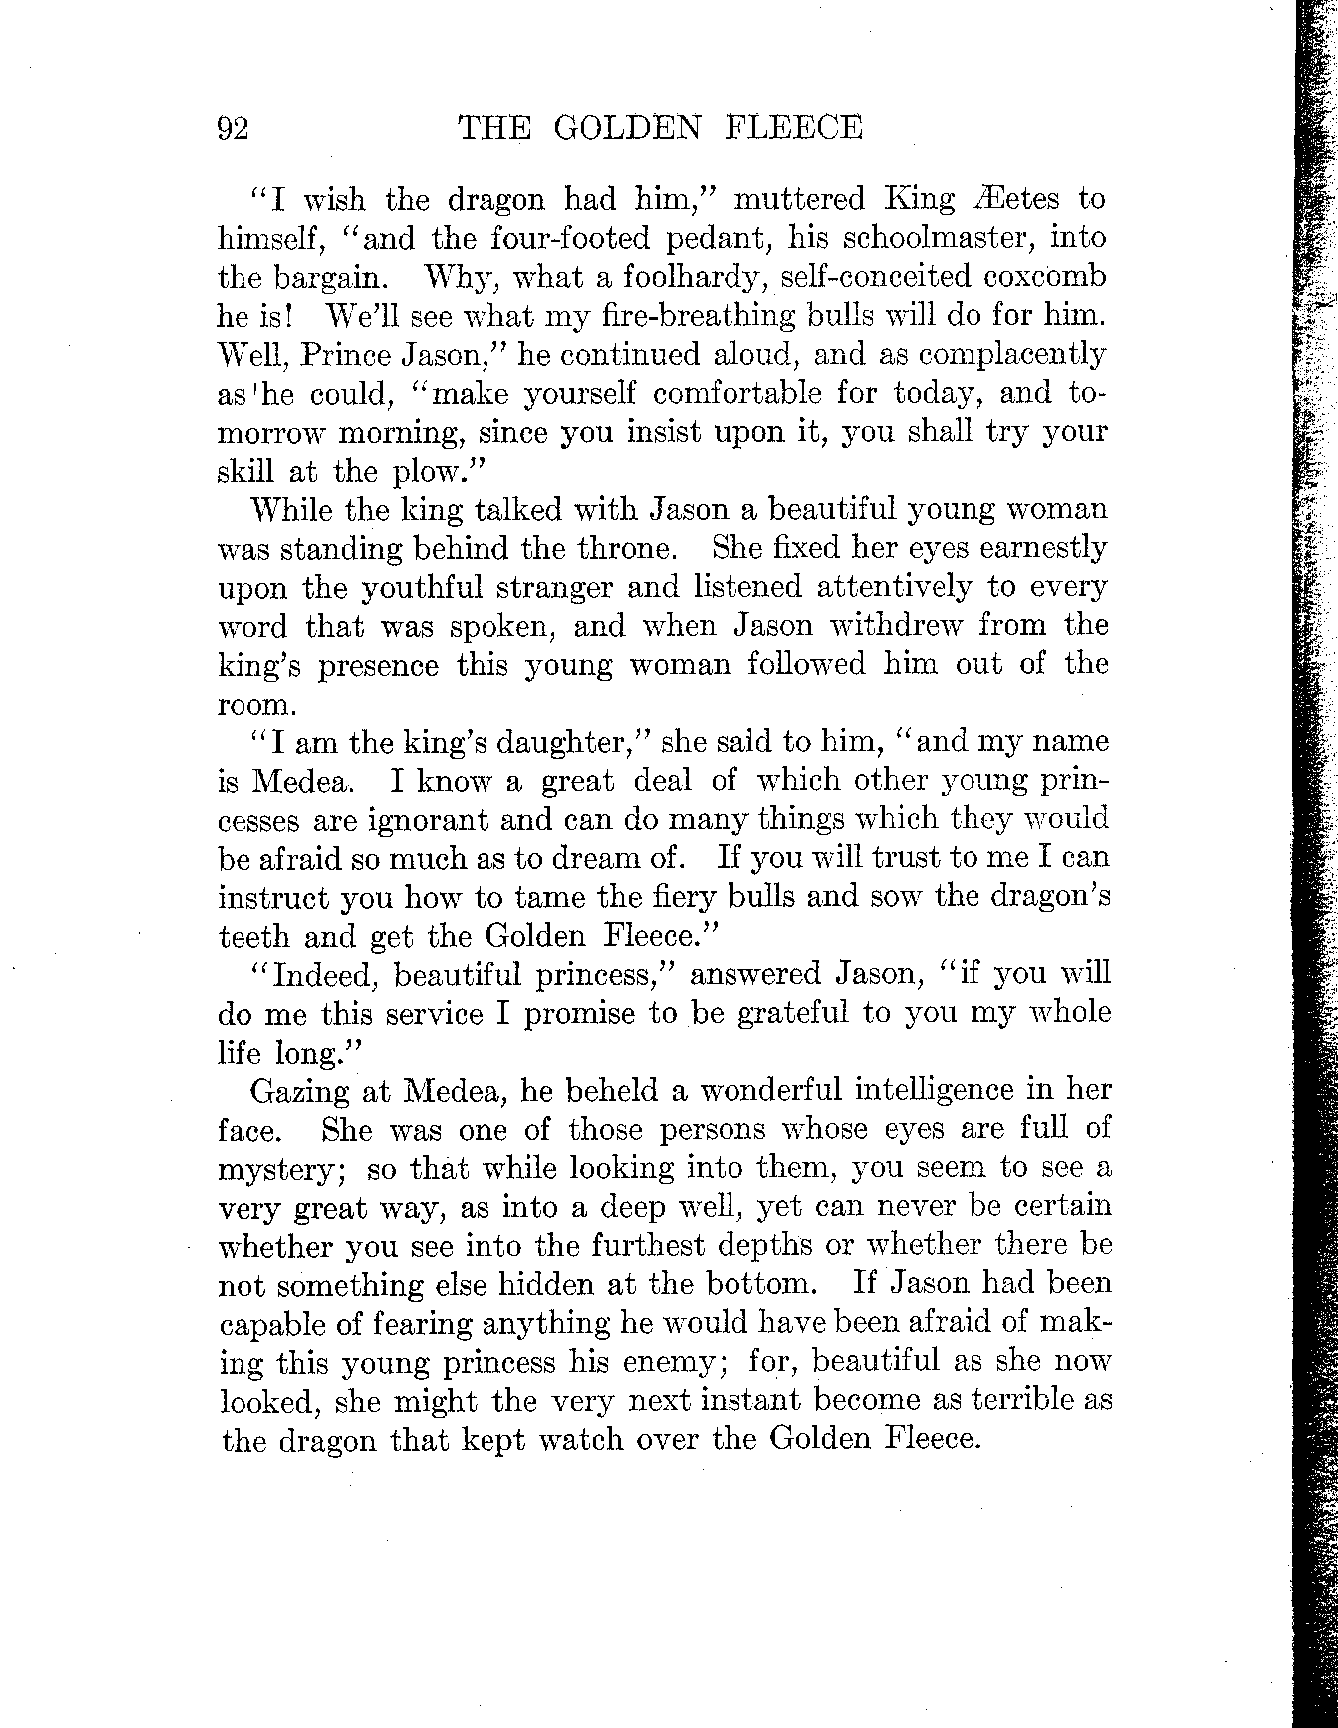 92 THE GOLDEN FLEECE
"I wish the dragon had him," muttered King Æetes to
himself, "and the four-footed pedant, his schoolmaster, into
the bargain. Why, what a foolhardy, self-conceited coxcomb
he is! We'll see what my fire-breathing bulls will do for him.
Well, Prince Jason," he continued aloud, and as complacently
as he could, "make yourself comfortable for today, and to-
morrow morning, since you insist upon it, you shall try your
skill at the plow."
While the king talked with Jason a beautiful young woman
was standing behind the throne. She fixed her eyes earnestly
upon the youthful stranger and listened attentively to every
word that was spoken, and when Jason withdrew from the
king's presence this young woman followed him out of the
room.
"I am the king's daughter," she said to him, "and my name
is Medea. I know a great deal of which other young prin-
cesses are ignorant and can do many things which they would
be afraid so much as to dream of. If you will trust to me I can
instruct you how to tame the fiery bulls and sow the dragon's
teeth and get the Golden Fleece."
"Indeed, beautiful princess," answered Jason, "if you will
do me this service I promise to be grateful to you my whole
life long."
Gazing at Medea, he beheld a wonderful intelligence in her
face. She was one of those persons whose eyes are full of
mystery; so that while looking into them, you seem to see a
very great way, as into a deep well, yet can never be certain
whether you see into the furthest depths or whether there be
not something else hidden at the bottom. If Jason had been
capable of fearing anything he would have been afraid of mak-
ing this young princess his enemy; for, beautiful as she now
looked, she might the very next instant become as terrible as
the dragon that kept watch over the Golden Fleece.